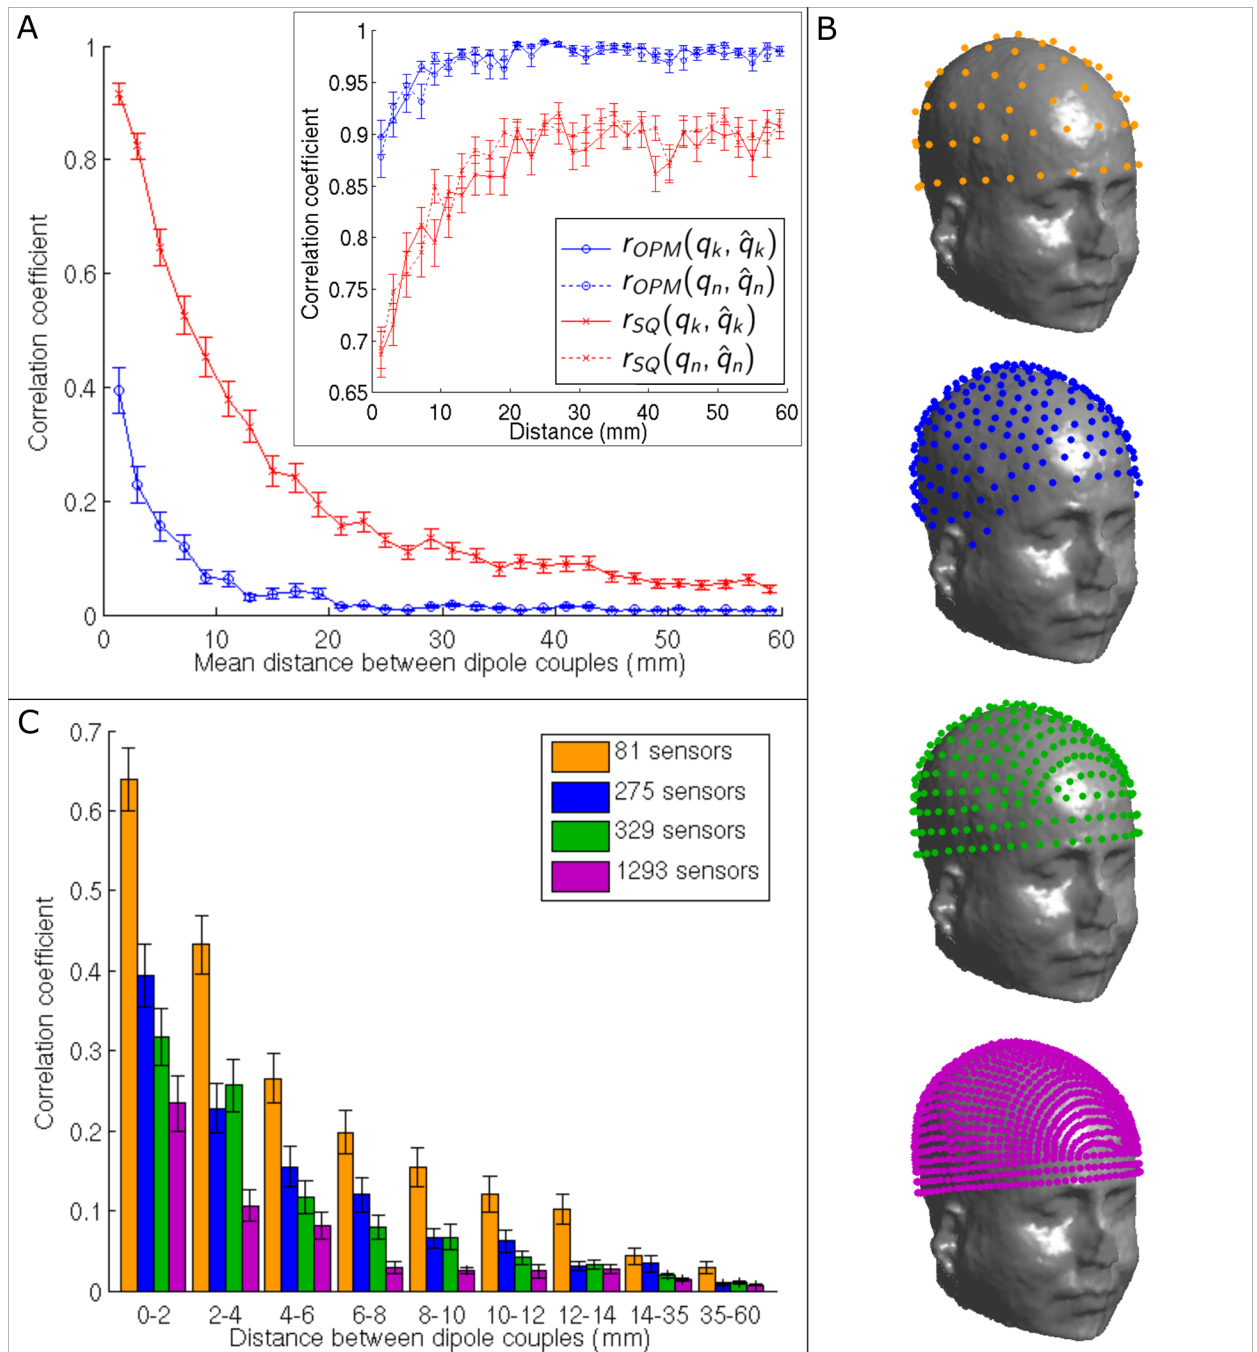 A
1
0.8
0.6
0.4
0.2
0
0 10 20 30 40 50 60
Mean distance between dipole couples (mm)
Correlation coefficient
1
0.95
0.9
0.85
0.8
0.75
0.7
0.65
0 10 20 30 40 50 60
Distance (mm)
Correlation coefficient
r_OPM(q_k, q̂_k)
r_OPM(q_n, q̂_n)
r_SQ(q_k, q̂_k)
r_SQ(q_n, q̂_n)
B
C
0.7
0.6
0.5
0.4
0.3
0.2
0.1
0
0-2 2-4 4-6 6-8 8-10 10-12 12-14 14-35 35-60
Distance between dipole couples (mm)
Correlation coefficient
81 sensors
275 sensors
329 sensors
1293 sensors